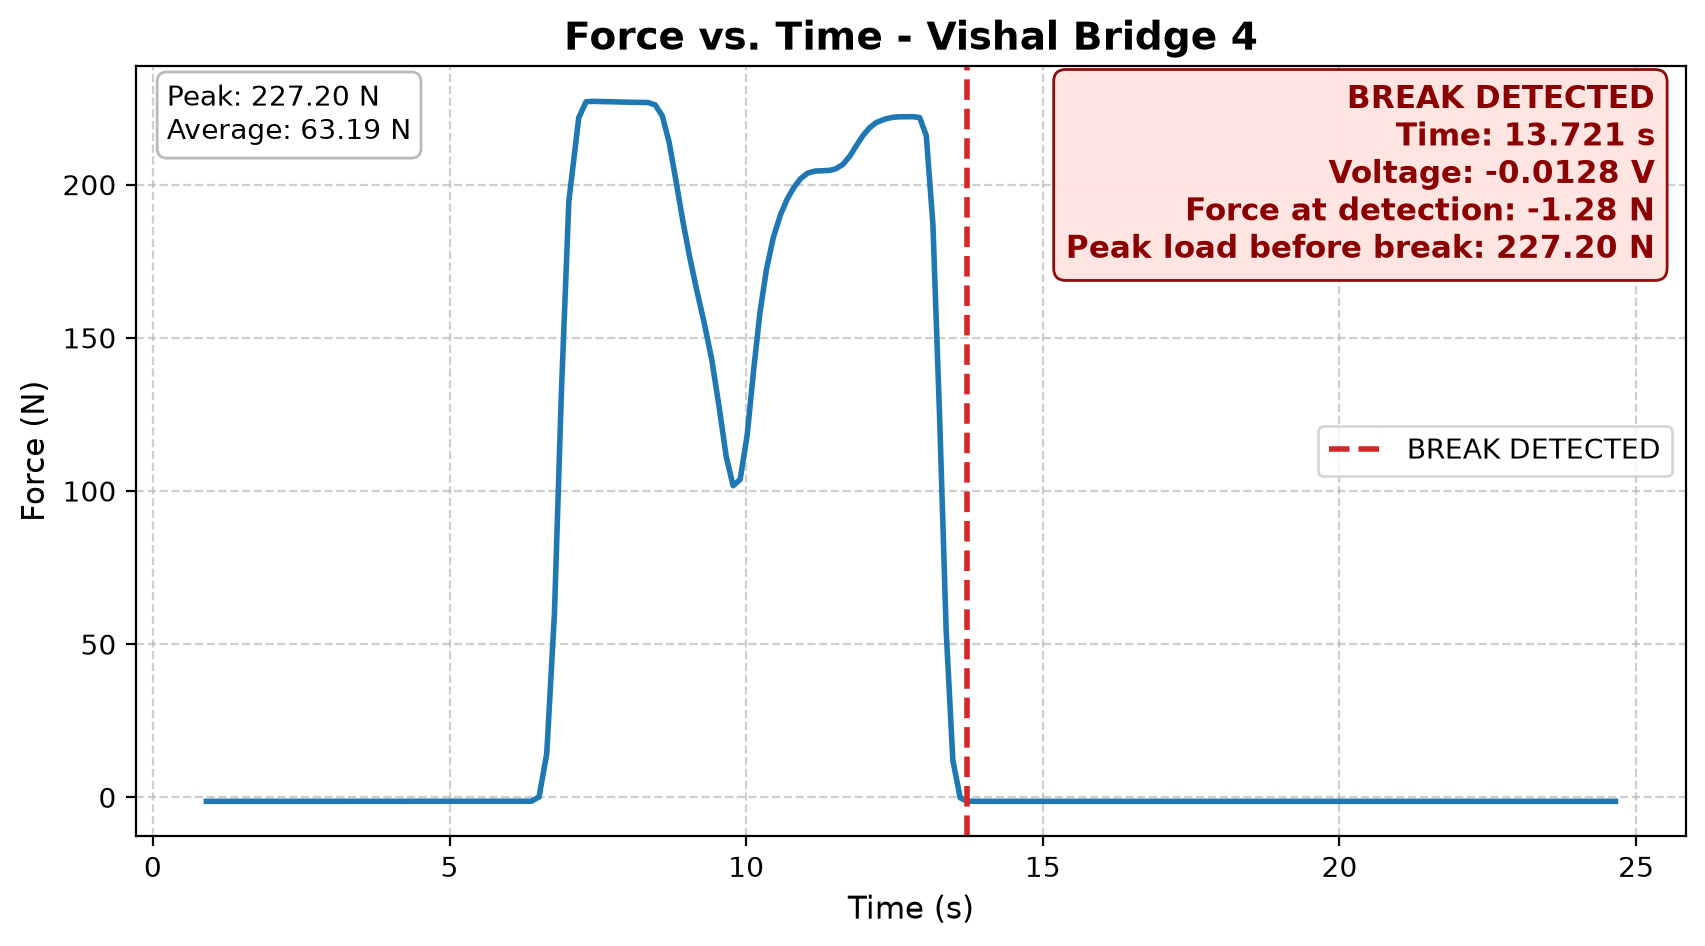 Force vs. Time - Vishal Bridge 4
Peak: 227.20 N
Average: 63.19 N
BREAK DETECTED
Time: 13.721 s
Voltage: -0.0128 V
Force at detection: -1.28 N
Peak load before break: 227.20 N
BREAK DETECTED
Force (N)
200
150
100
50
0
0
5
10
15
20
25
Time (s)